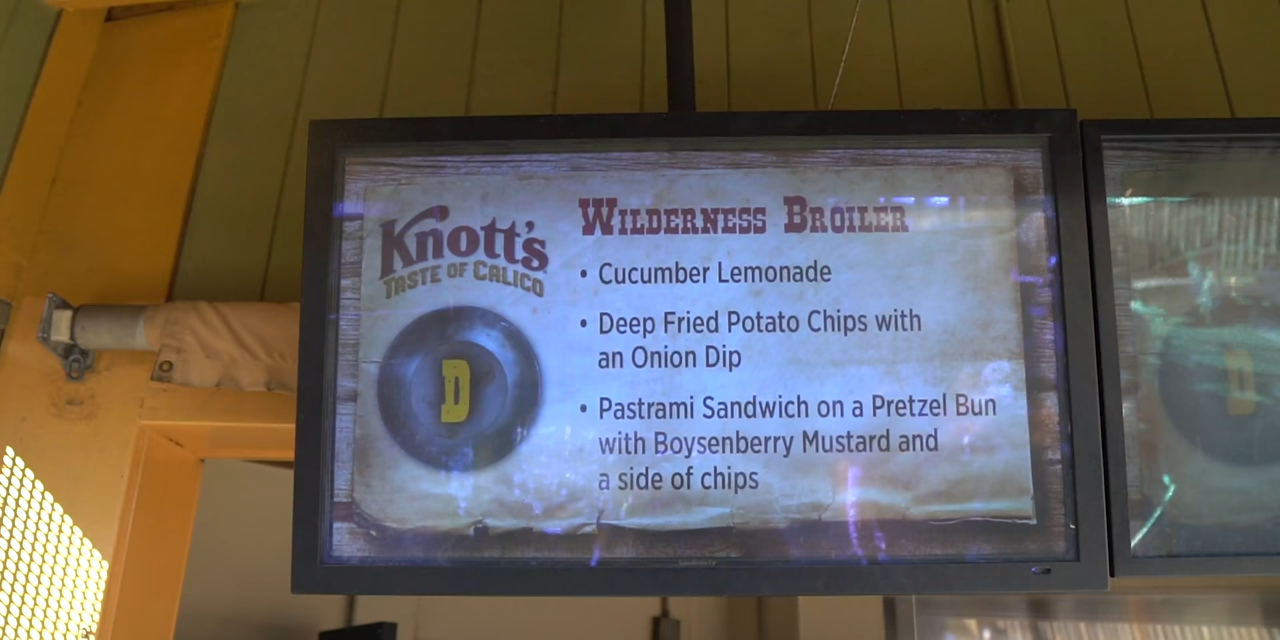 Knott's
TASTE OF CALICO
D
WILDERNESS BROILER
• Cucumber Lemonade
• Deep Fried Potato Chips with
an Onion Dip
• Pastrami Sandwich on a Pretzel Bun
with Boysenberry Mustard and
a side of chips
D